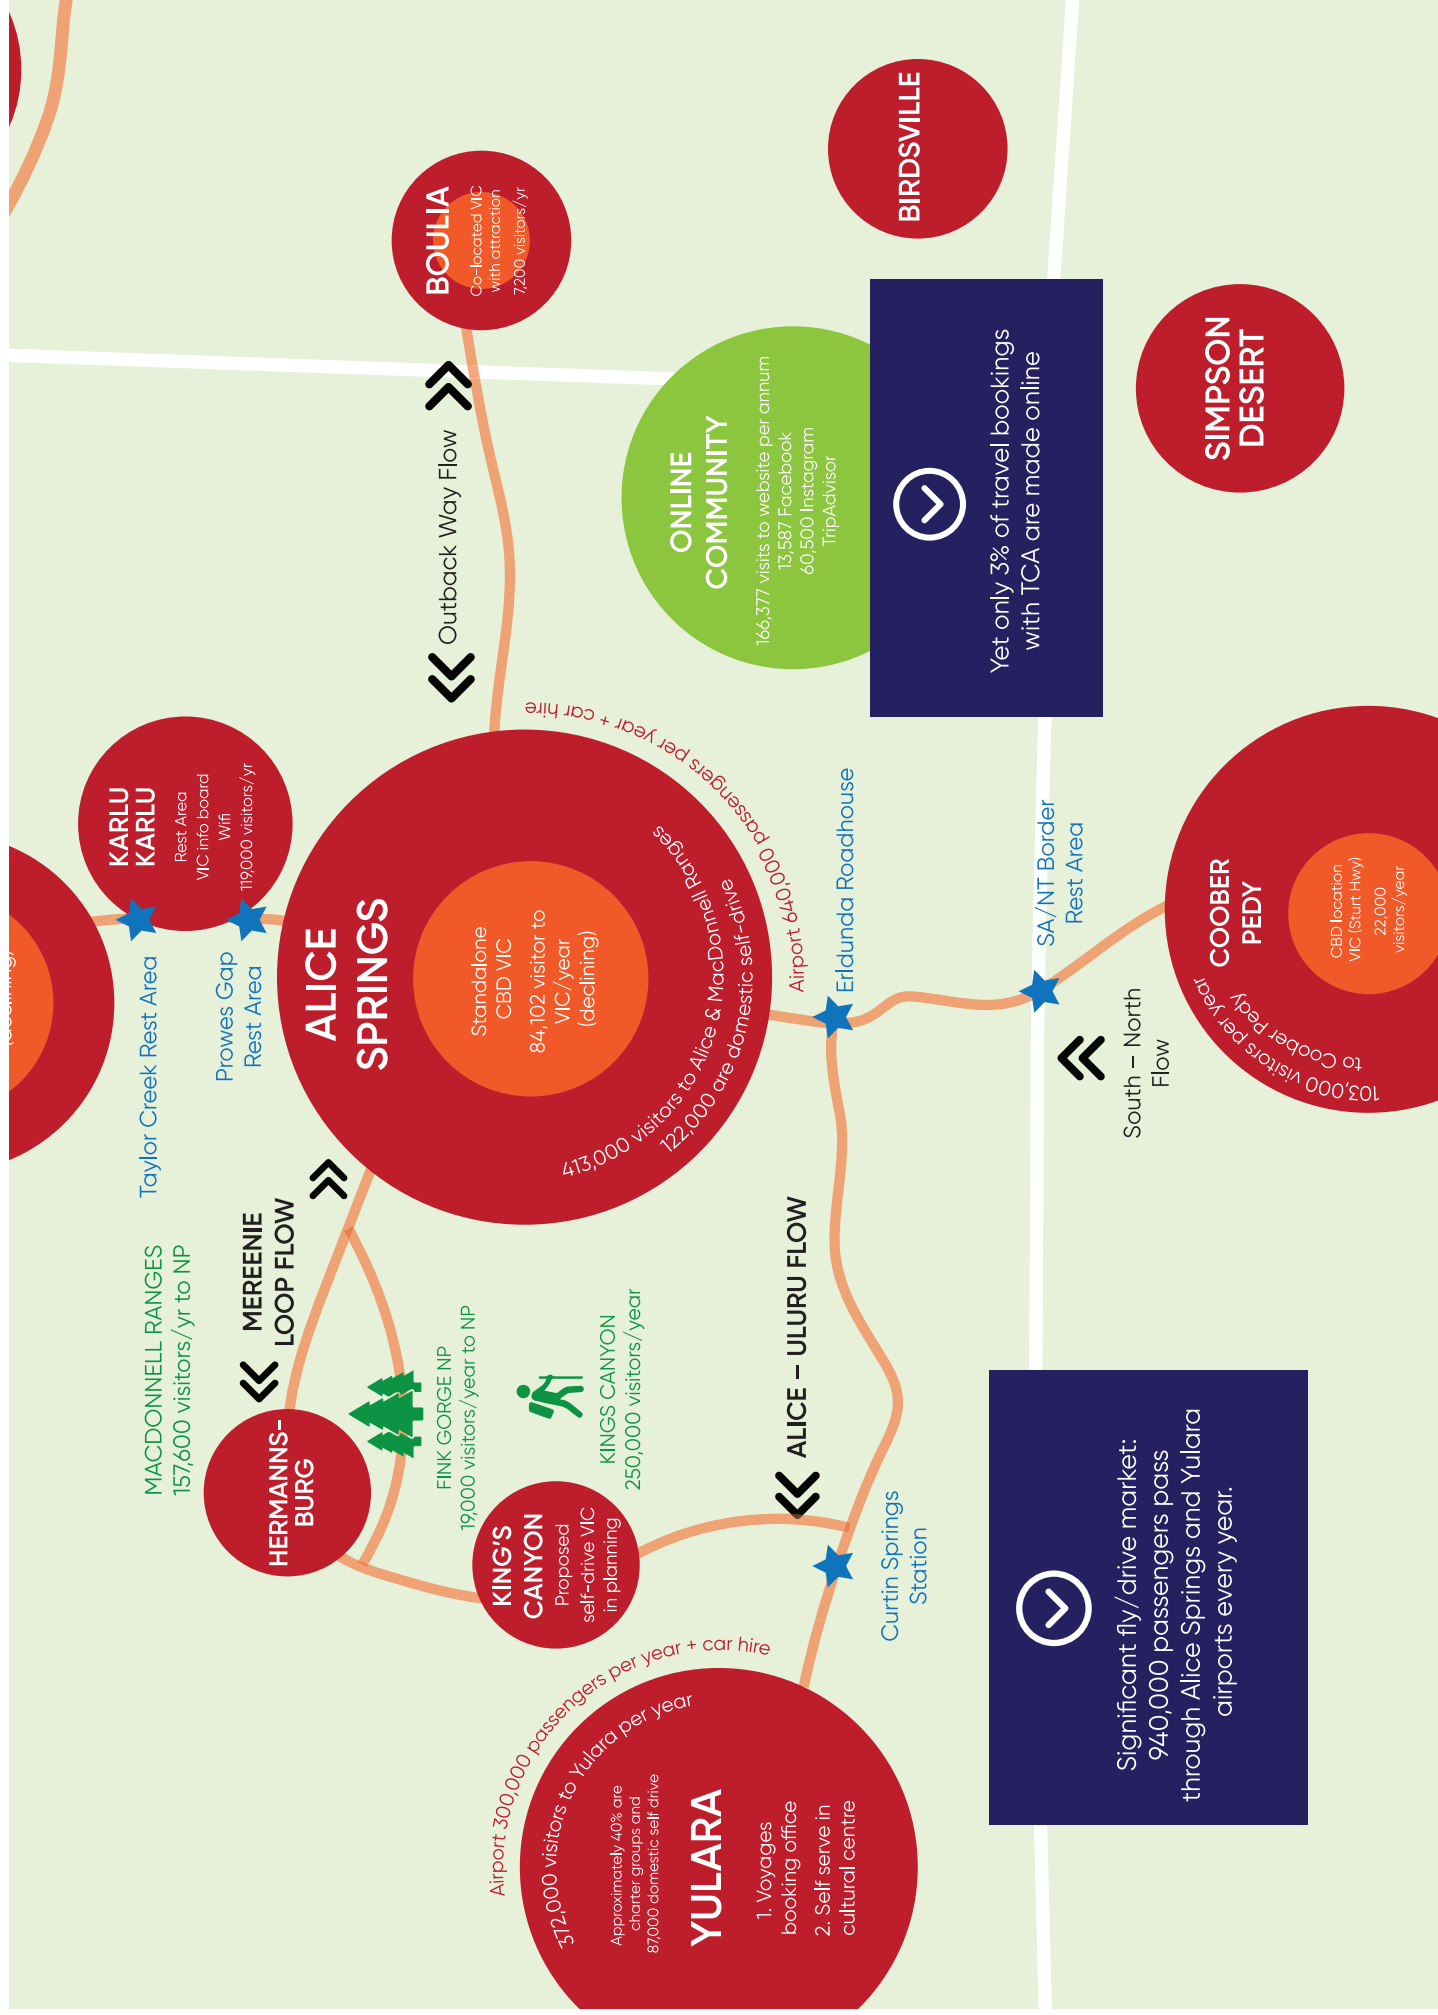 KARLU
KARLU
Rest Area
VIC info board
Wifi
119,000 visitors/yr
Taylor Creek Rest Area
Prowes Gap
Rest Area
MACDONNELL RANGES
157,600 visitors/yr to NP
MEREENIE
LOOP FLOW
HERMANNS-
BURG
FINK GORGE NP
19,000 visitors/year to NP
KINGS CANYON
250,000 visitors/year
KING'S
CANYON
Proposed
self-drive VIC
in planning
ALICE
SPRINGS
Standalone
CBD VIC
84,102 visitor to
VIC/year
(declining)
413,000 visitors to Alice & MacDonnell Ranges
122,000 are domestic self-drive
Airport 640,000 passengers per year + car hire
Outback Way Flow
BOULIA
Co-located VIC
with attraction
7,200 visitors/yr
ONLINE
COMMUNITY
166,377 visits to website per annum
13,587 Facebook
60,500 Instagram
TripAdvisor
Yet only 3% of travel bookings
with TCA are made online
BIRDSVILLE
SIMPSON
DESERT
Airport 300,000 passengers per year + car hire
372,000 visitors to Yulara per year
Approximately 40% are
charter groups and
87,000 domestic self drive
YULARA
1. Voyages
booking office
2. Self serve in
cultural centre
ALICE – ULURU FLOW
Curtin Springs
Station
Erldunda Roadhouse
SA/NT Border
Rest Area
South – North
Flow
COOBER
PEDY
CBD location
VIC (Sturt Hwy)
22,000
visitors/year
103,000 visitors per year
to Coober Pedy
Significant fly/drive market:
940,000 passengers pass
through Alice Springs and Yulara
airports every year.